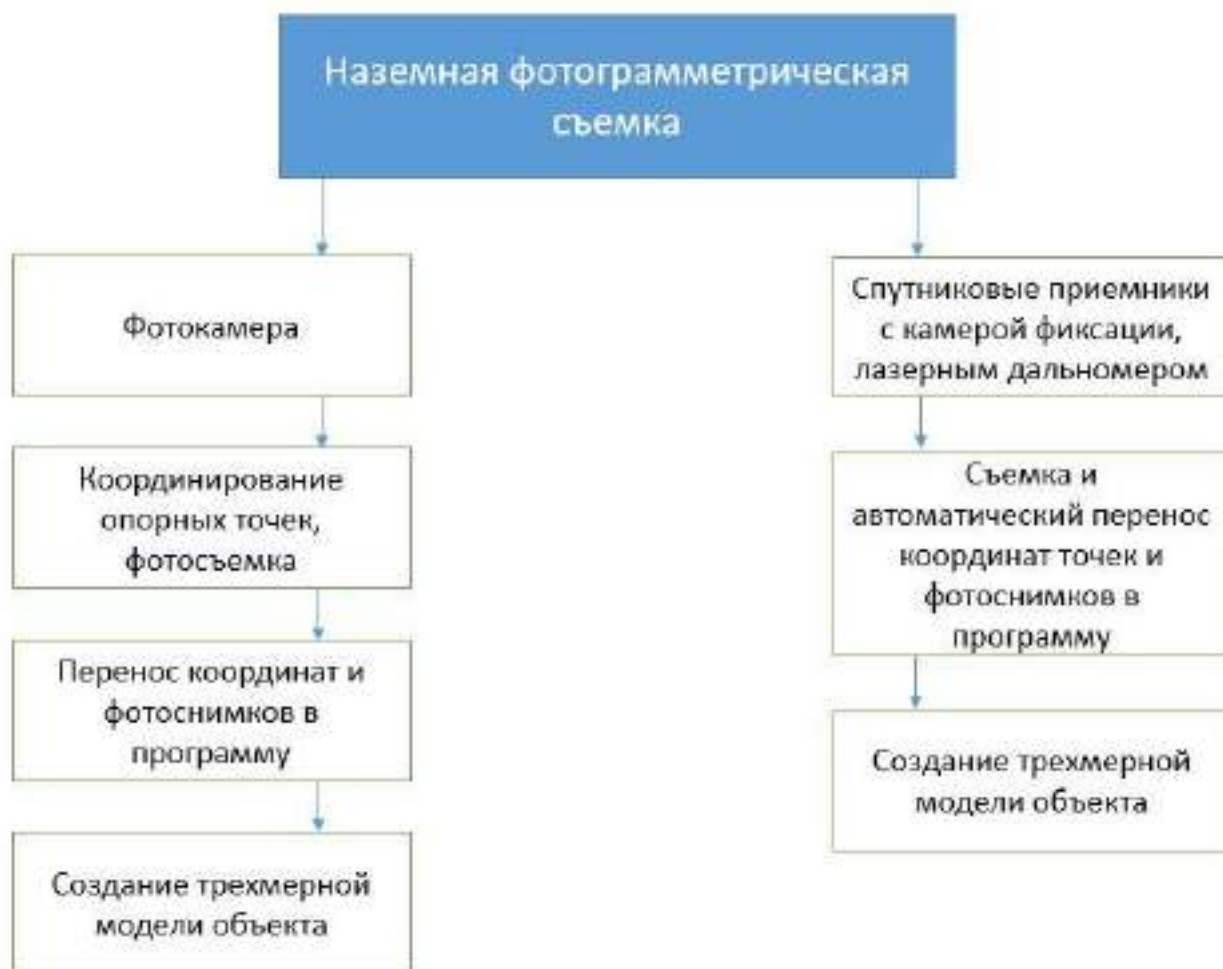 Наземная фотограмметрическая
съемка
Фотокамера
Координирование
опорных точек,
фотосъемка
Перенос координат и
фотоснимков в
программу
Создание трехмерной
модели объекта
Спутниковые приемники
с камерой фиксации,
лазерным дальномером
Съемка и
автоматический перенос
координат точек и
фотоснимков в
программу
Создание трехмерной
модели объекта